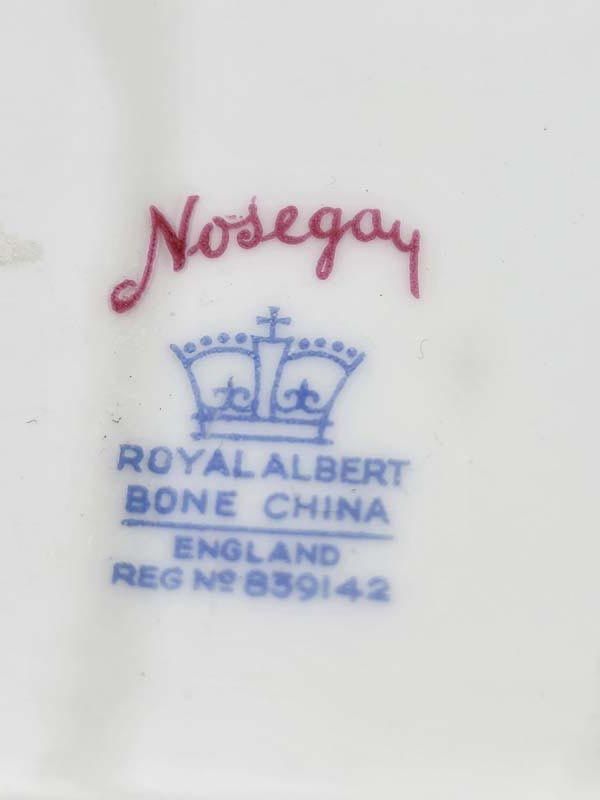 Nosegay
ROYAL ALBERT
BONE CHINA
ENGLAND
REG Nº 839142